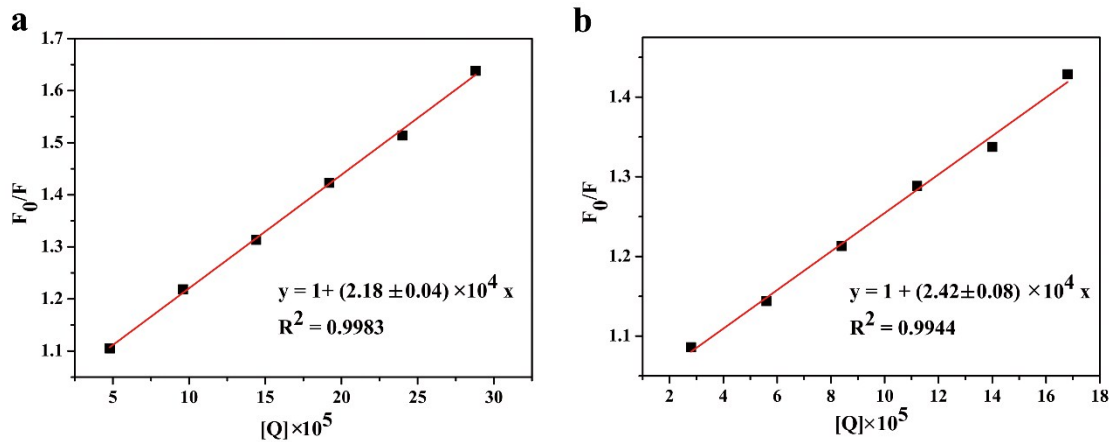 a
1.7
1.6
1.5
1.4
1.3
1.2
1.1
F0/F
y = 1+ (2.18 ±0.04) ×10^4 x
R^2 = 0.9983
5 10 15 20 25 30
[Q]×10^5
b
1.4
1.3
1.2
1.1
F0/F
y = 1 + (2.42±0.08) ×10^4 x
R^2 = 0.9944
2 4 6 8 10 12 14 16 18
[Q]×10^5